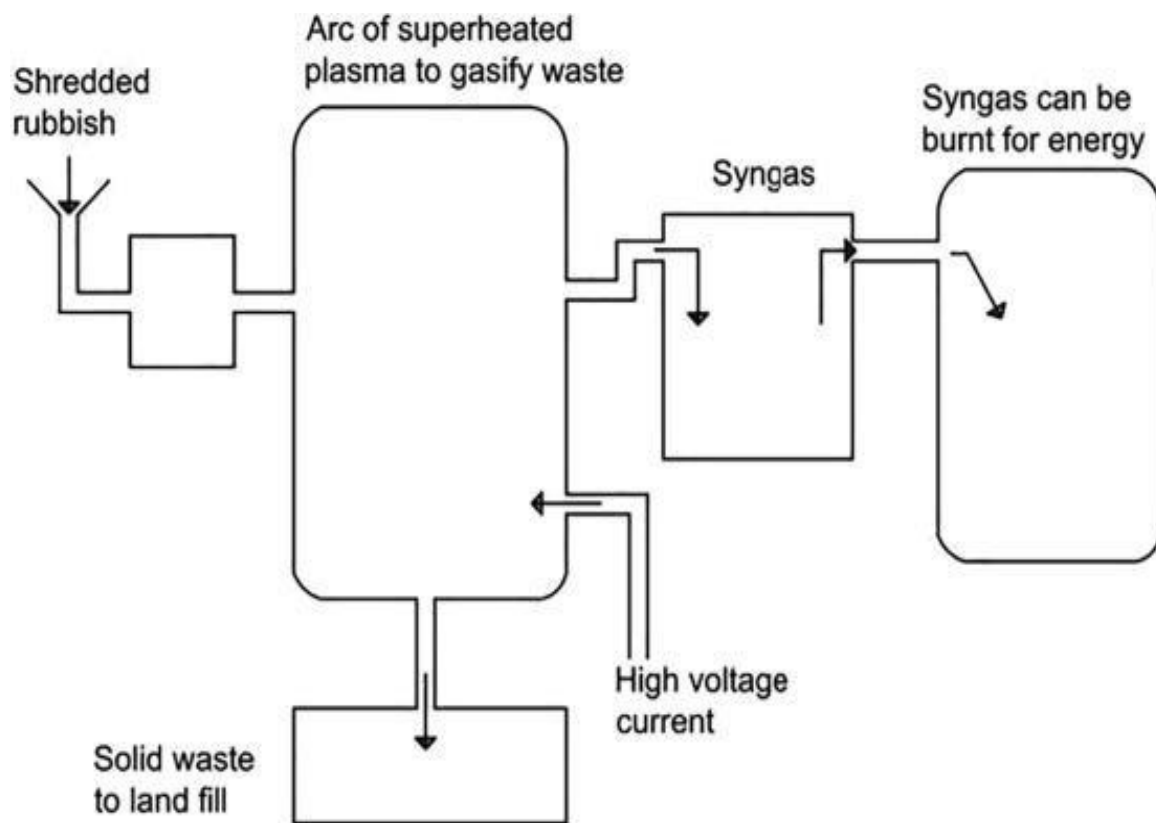 Arc of superheated
plasma to gasify waste
Shredded
rubbish
Syngas can be
burnt for energy
Syngas
High voltage
current
Solid waste
to land fill